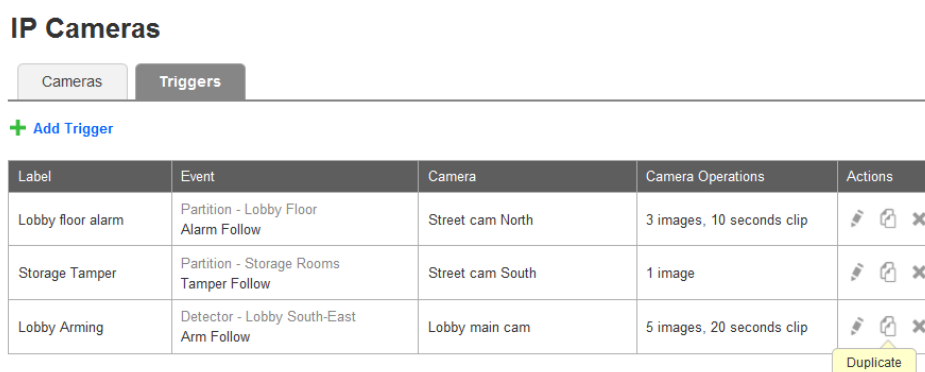 IP Cameras
Cameras Triggers
Add Trigger
Label Event Camera Camera Operations Actions
Partition - Lobby Floor
Lobby floor alarm Street cam North 3 images, 10 seconds clip
Alarm Follow
Partition - Storage Rooms
Storage Tamper Street cam South 1 image
Tamper Follow
Detector - Lobby South-East
Lobby Arming Lobby main cam 5 images, 20 seconds clip
Arm Follow
Duplicate